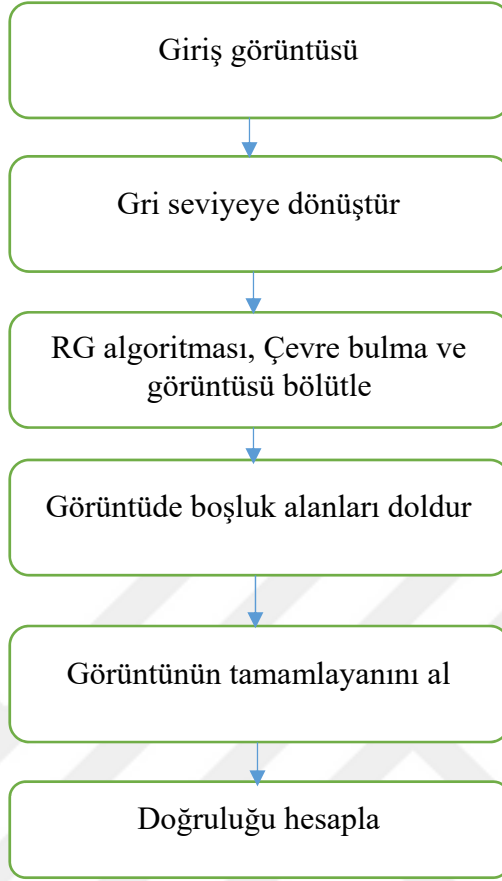 Giriş görüntüsü
Gri seviyeye dönüştür
RG algoritması, Çevre bulma ve
görüntüsü bölütle
Görüntüde boşluk alanları doldur
Görüntünün tamamlayanını al
Doğruluğu hesapla